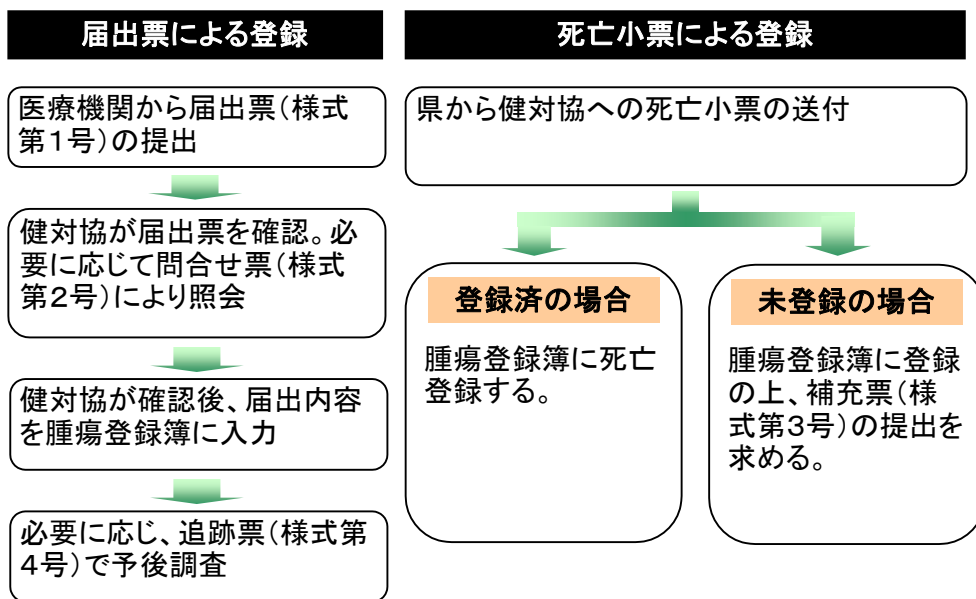 届出票による登録
医療機関から届出票(様式
第1号)の提出
健対協が届出票を確認。必
要に応じて問合せ票(様式
第2号)により照会
健対協が確認後、届出内容
を腫瘍登録簿に入力
必要に応じ、追跡票(様式第
4号)で予後調査
死亡小票による登録
県から健対協への死亡小票の送付
登録済の場合
腫瘍登録簿に死亡
登録する。
未登録の場合
腫瘍登録簿に登録
の上、補充票(様
式第3号)の提出を
求める。